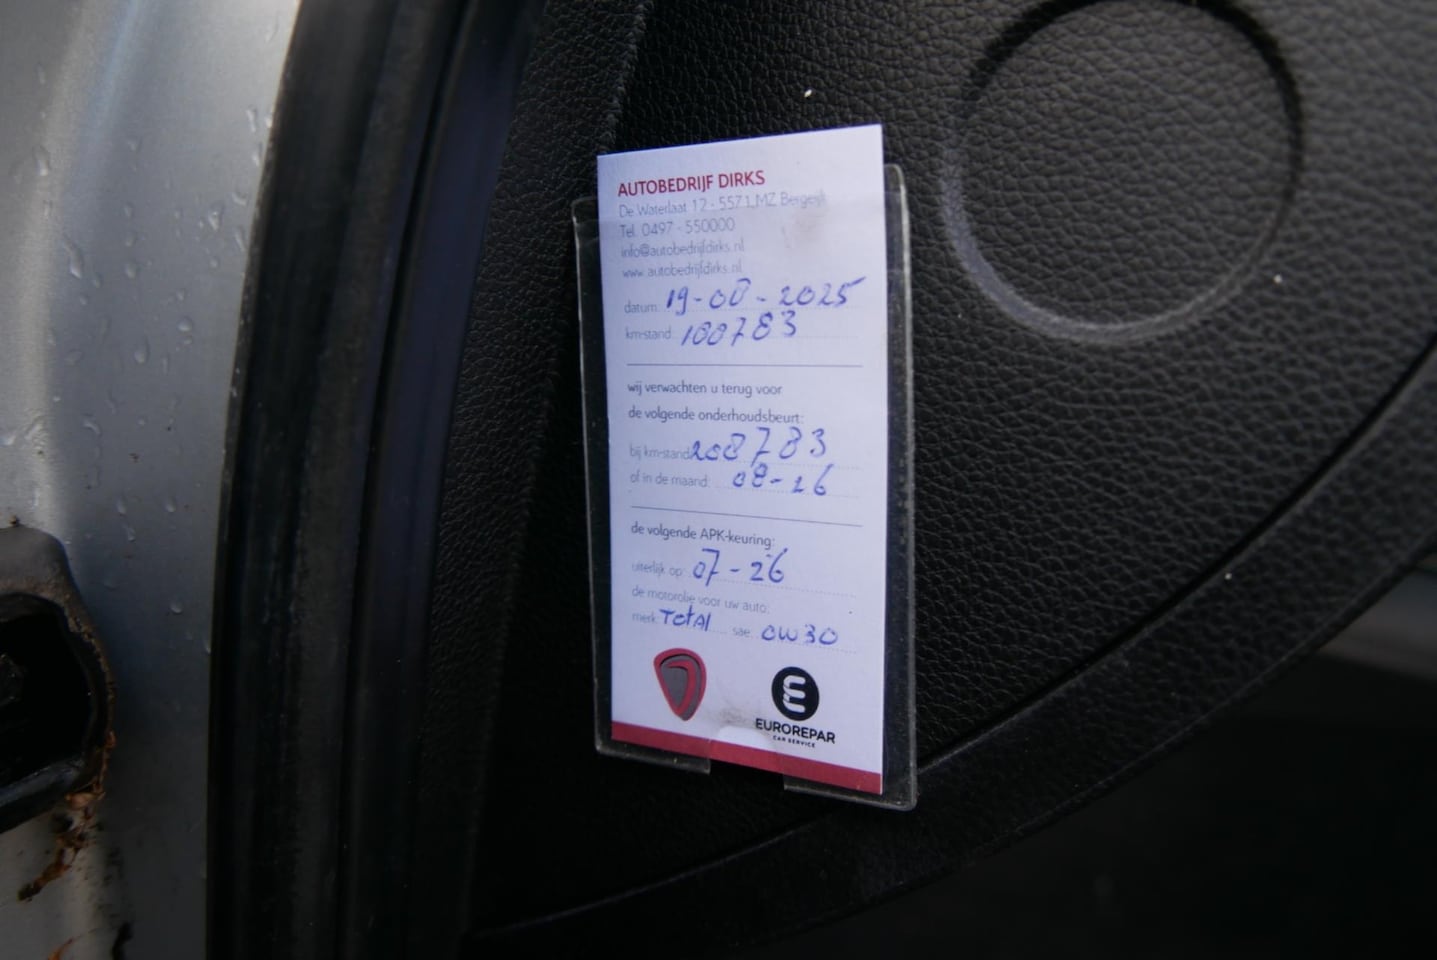 AUTOBEDRIJF DIRKS
De Waterlaat 12 - 5571 MZ Bergeijk
Tel. 0497 - 550000
info@autobedrijfdirks.nl
www.autobedrijfdirks.nl
datum: 19-08-2025
km-stand: 188783
wij verwachten u terug voor
de volgende onderhoudsbeurt:
bij km-stand: 208783
of in de maand: 08-26
de volgende APK-keuring:
uiterlijk op: 07-26
de motorolie voor uw auto:
merk: TotAl sae: 0W30
EUROREPAR
CAR SERVICE